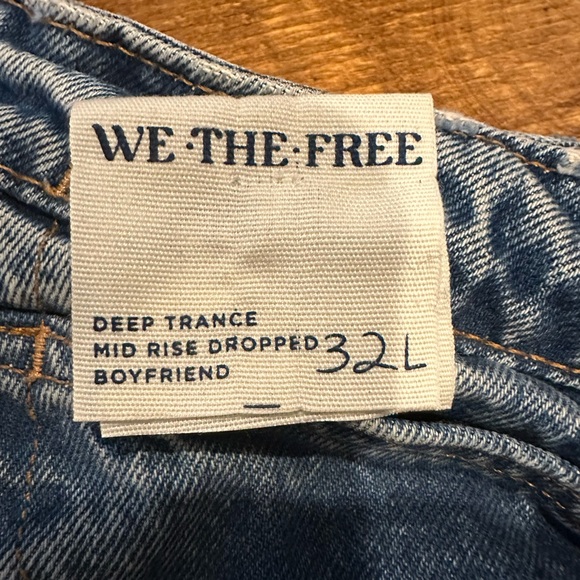 WE·THE·FREE
DEEP TRANCE
MID RISE DROPPED 32L
BOYFRIEND